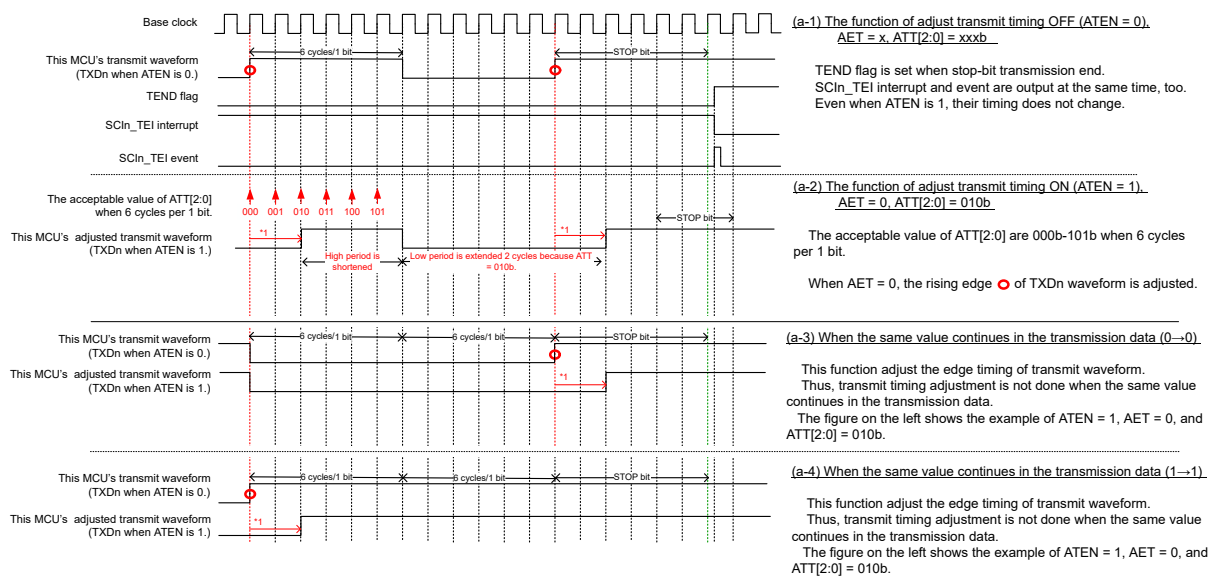 Base clock
(a-1) The function of adjust transmit timing OFF (ATEN = 0),
AET = x, ATT[2:0] = xxxb
6 cycles/1 bit
STOP bit
This MCU's transmit waveform
(TXDn when ATEN is 0.)
TEND flag is set when stop-bit transmission end.
SCIn_TEI interrupt and event are output at the same time, too.
Even when ATEN is 1, their timing does not change.
TEND flag
SCIn_TEI interrupt
SCIn_TEI event
(a-2) The function of adjust transmit timing ON (ATEN = 1),
AET = 0, ATT[2:0] = 010b
The acceptable value of ATT[2:0]
when 6 cycles per 1 bit.
000 001 010 011 100 101
STOP bit
This MCU's adjusted transmit waveform
(TXDn when ATEN is 1.)
*1
*1
The acceptable value of ATT[2:0] are 000b-101b when 6 cycles
per 1 bit.
High period is
shortened
Low period is extended 2 cycles because ATT
= 010b.
When AET = 0, the rising edge of TXDn waveform is adjusted.
This MCU's transmit waveform
(TXDn when ATEN is 0.)
6 cycles/1 bit
6 cycles/1 bit
STOP bit
(a-3) When the same value continues in the transmission data (0→0)
This MCU's adjusted transmit waveform
(TXDn when ATEN is 1.)
*1
This function adjust the edge timing of transmit waveform.
Thus, transmit timing adjustment is not done when the same value
continues in the transmission data.
The figure on the left shows the example of ATEN = 1, AET = 0, and
ATT[2:0] = 010b.
This MCU's transmit waveform
(TXDn when ATEN is 0.)
6 cycles/1 bit
6 cycles/1 bit
STOP bit
(a-4) When the same value continues in the transmission data (1→1)
This MCU's adjusted transmit waveform
(TXDn when ATEN is 1.)
*1
This function adjust the edge timing of transmit waveform.
Thus, transmit timing adjustment is not done when the same value
continues in the transmission data.
The figure on the left shows the example of ATEN = 1, AET = 0, and
ATT[2:0] = 010b.